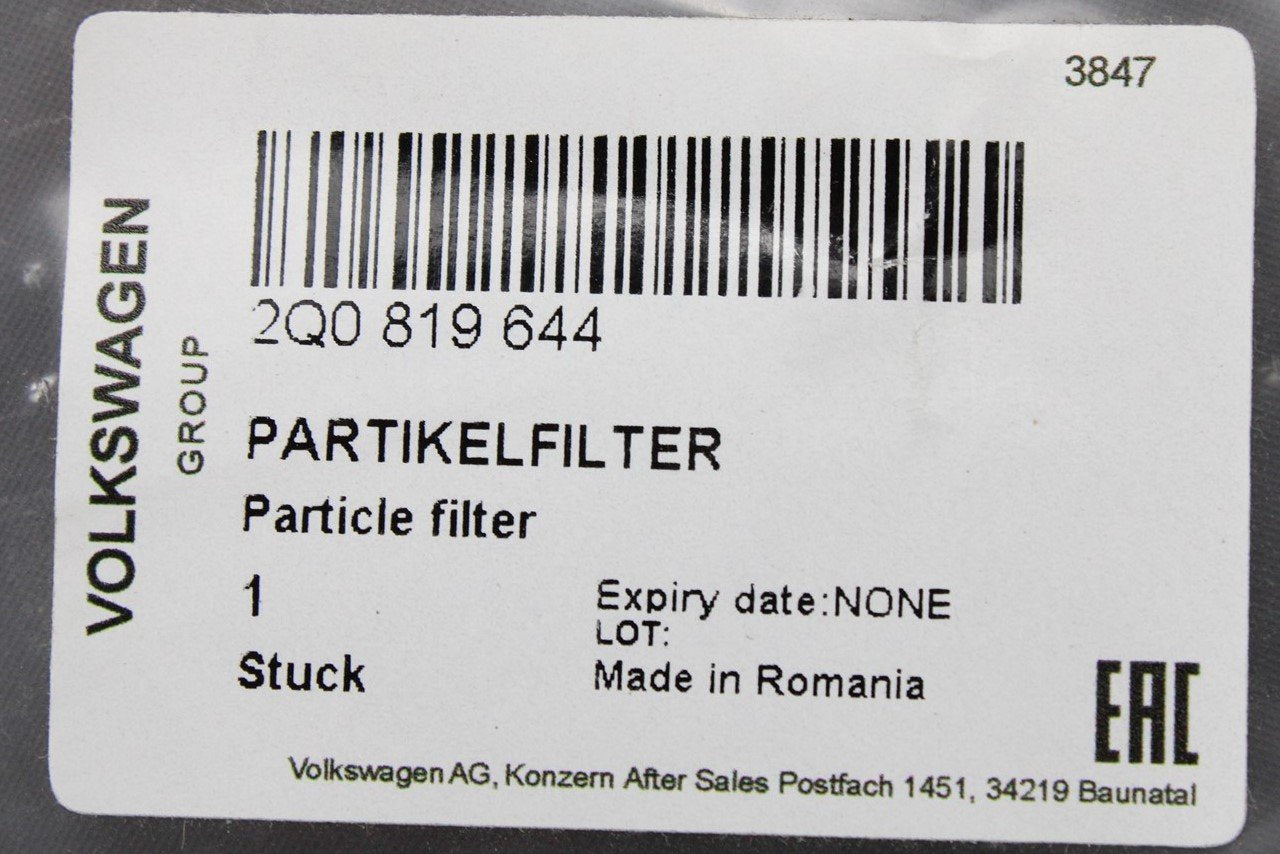 3847
VOLKSWAGEN
GROUP
2Q0 819 644
PARTIKELFILTER
Particle filter
1
Stuck
Expiry date:NONE
LOT:
Made in Romania
EAC
Volkswagen AG, Konzern After Sales Postfach 1451, 34219 Baunatal